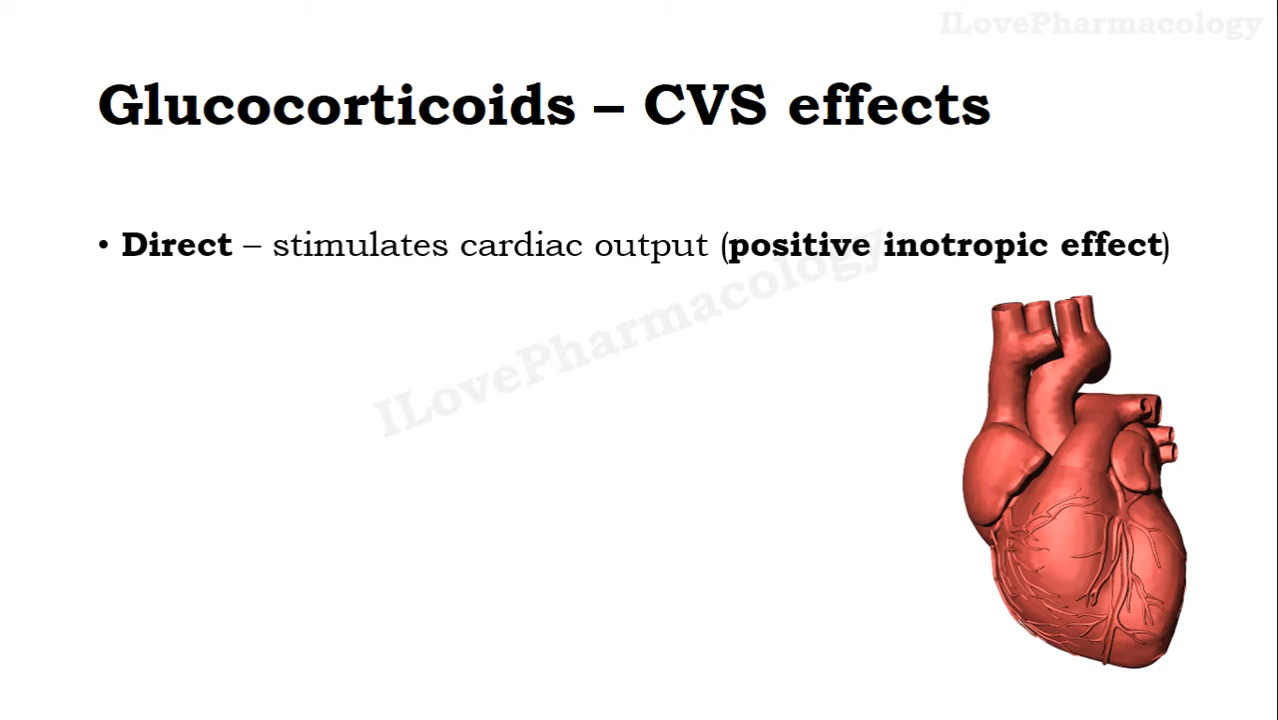 ILovePharmacology
Glucocorticoids – CVS effects
• Direct – stimulates cardiac output (positive inotropic effect)
ILovePharmacology